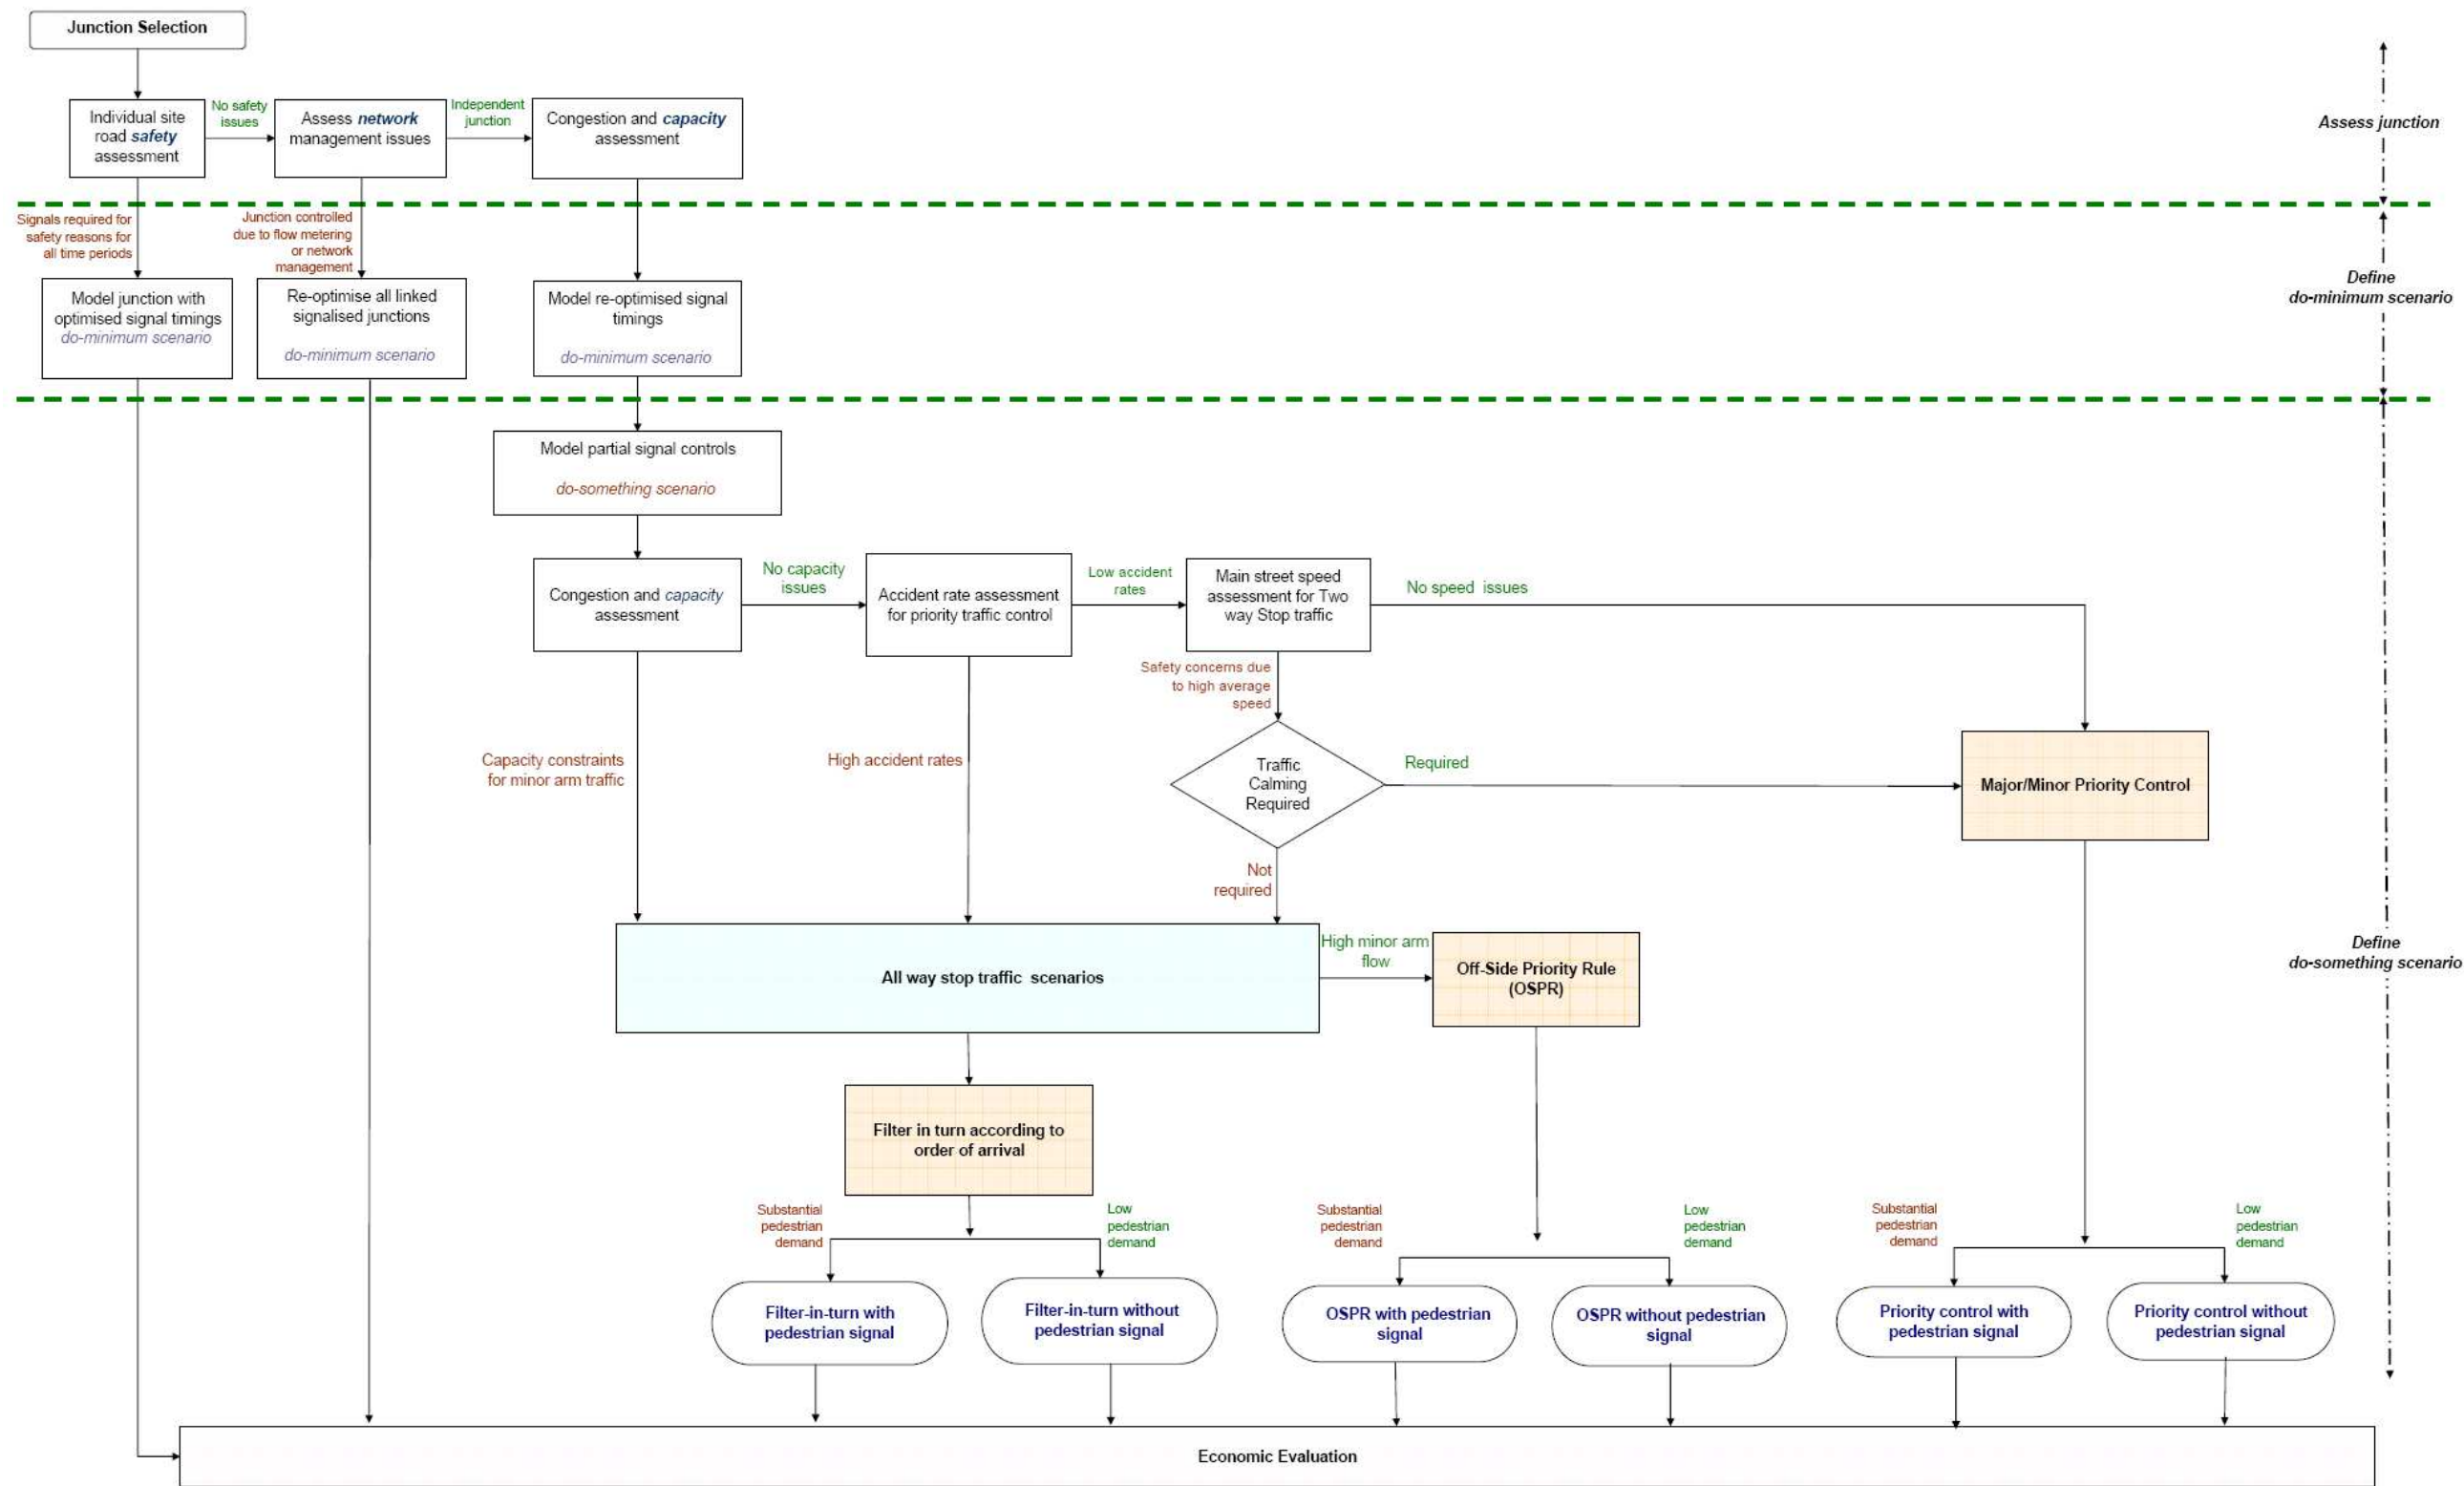 Junction Selection
Individual site
road safety
assessment
No safety
issues
Assess network
management issues
Independent
junction
Congestion and capacity
assessment
Assess junction
Signals required for
safety reasons for
all time periods
Junction controlled
due to flow metering
or network
management
Model junction with
optimised signal timings
do-minimum scenario
Re-optimise all linked
signalised junctions
do-minimum scenario
Model re-optimised signal
timings
do-minimum scenario
Define
do-minimum scenario
Model partial signal controls
do-something scenario
Congestion and capacity
assessment
No capacity
issues
Accident rate assessment
for priority traffic control
Low accident
rates
Main street speed
assessment for Two
way Stop traffic
No speed issues
Safety concerns due
to high average
speed
Capacity constraints
for minor arm traffic
High accident rates
Traffic
Calming
Required
Required
Major/Minor Priority Control
Not
required
All way stop traffic scenarios
High minor arm
flow
Off-Side Priority Rule
(OSPR)
Define
do-something scenario
Filter in turn according to
order of arrival
Substantial
pedestrian
demand
Low
pedestrian
demand
Substantial
pedestrian
demand
Low
pedestrian
demand
Substantial
pedestrian
demand
Low
pedestrian
demand
Filter-in-turn with
pedestrian signal
Filter-in-turn without
pedestrian signal
OSPR with pedestrian
signal
OSPR without pedestrian
signal
Priority control with
pedestrian signal
Priority control without
pedestrian signal
Economic Evaluation